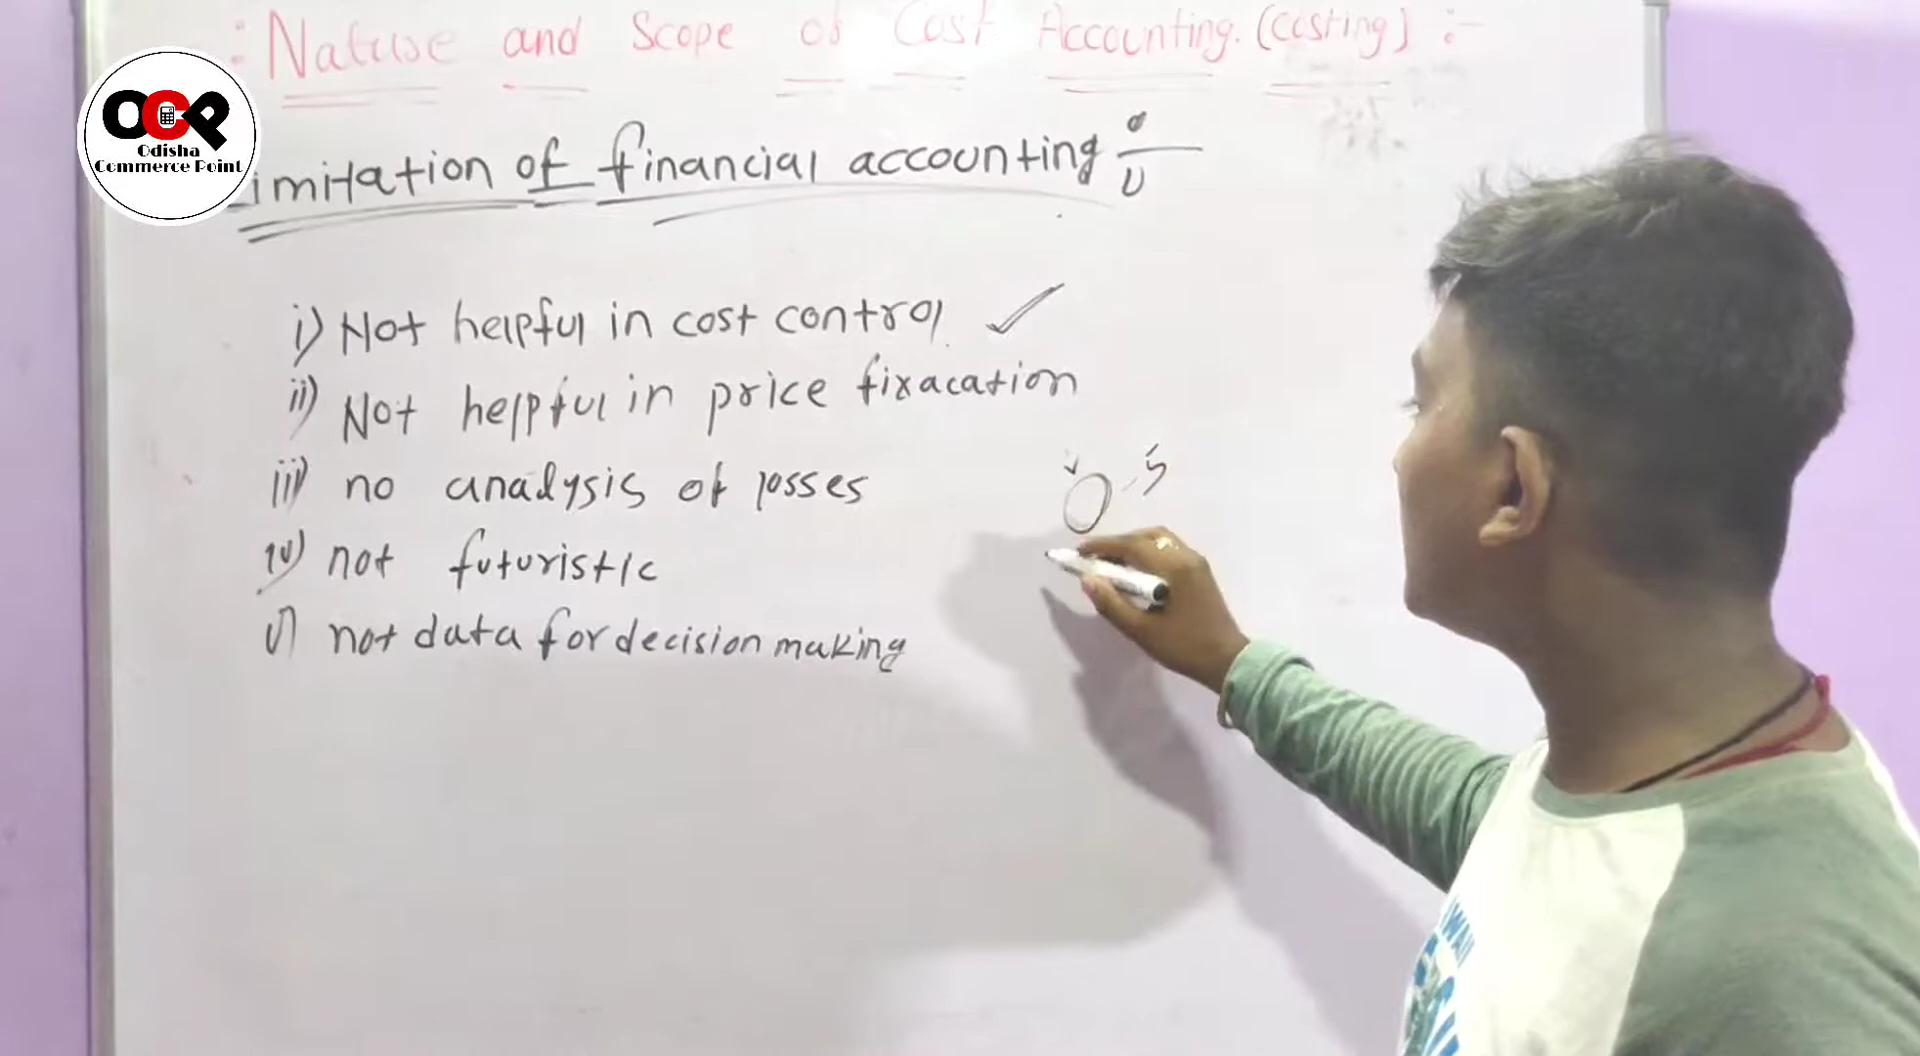 : Nature and Scope of Cost Accounting. (costing) :-
OCP
Odisha
Commerce Point
Limitation of financial accounting :-
i) Not helpful in cost control ✓
ii) Not helpful in price fixacation
iii) no analysis of losses
5
iv) not futuristic
v) not data for decision making